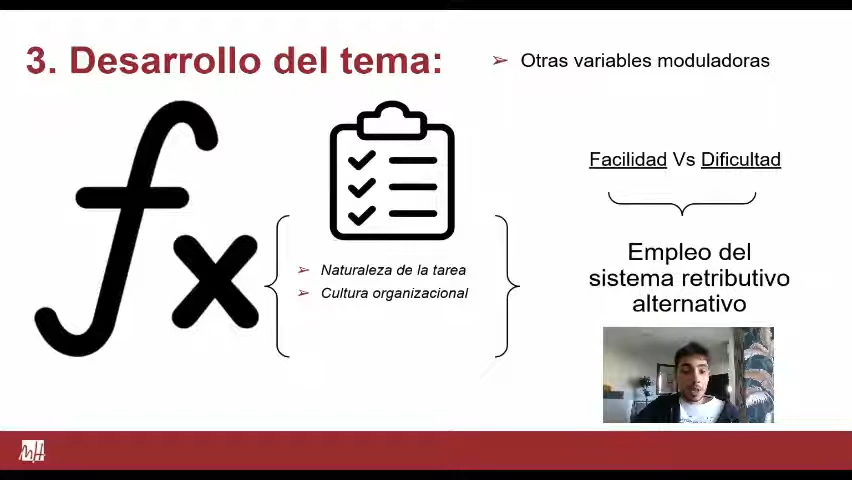 3. Desarrollo del tema:
➢ Otras variables moduladoras
fx
➢ Naturaleza de la tarea
➢ Cultura organizacional
Facilidad Vs Dificultad
Empleo del
sistema retributivo
alternativo